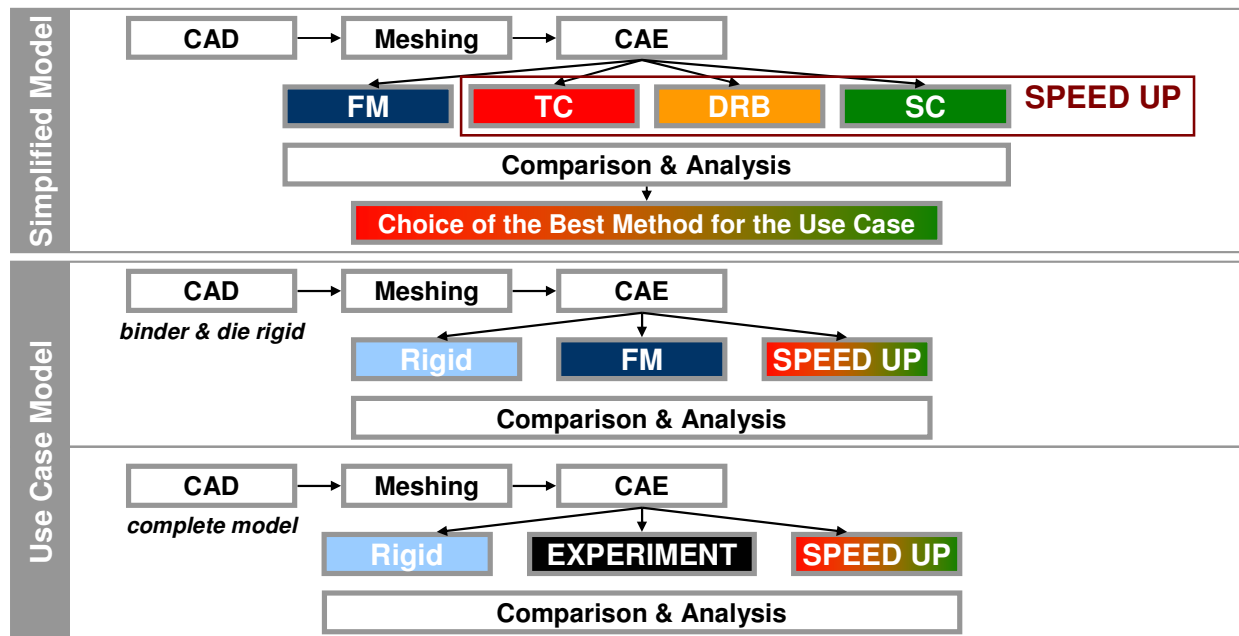 Simplified Model
CAD
Meshing
CAE
FM
TC
DRB
SC
SPEED UP
Comparison & Analysis
Choice of the Best Method for the Use Case
Use Case Model
CAD
Meshing
CAE
binder & die rigid
Rigid
FM
SPEED UP
Comparison & Analysis
CAD
Meshing
CAE
complete model
Rigid
EXPERIMENT
SPEED UP
Comparison & Analysis